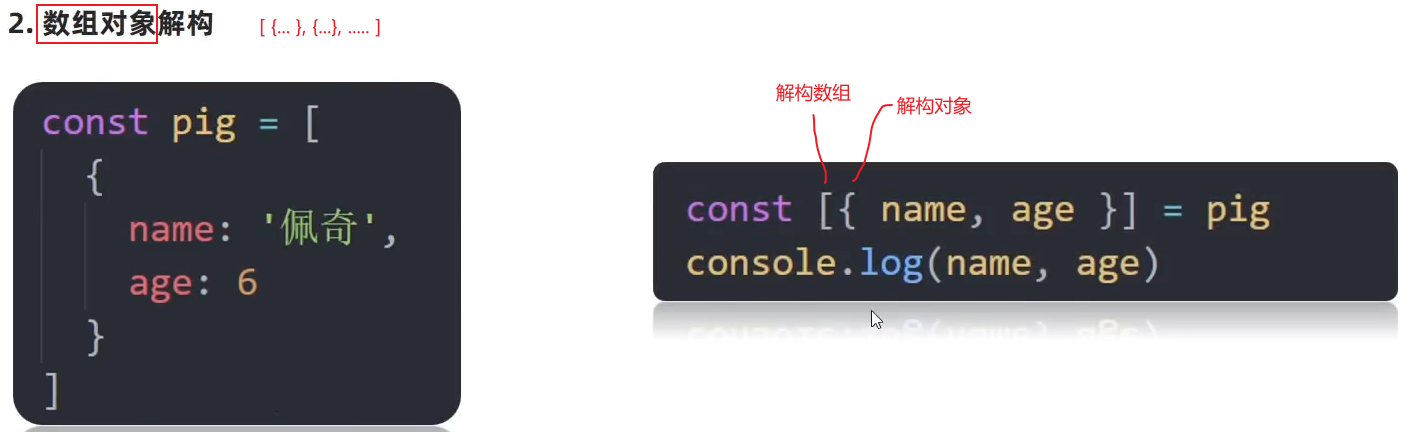 2. 数组对象解构 [ {... }, {...}, ..... ]
const pig = [
{
name: '佩奇',
age: 6
}
]
解构数组
解构对象
const [{ name, age }] = pig
console.log(name, age)